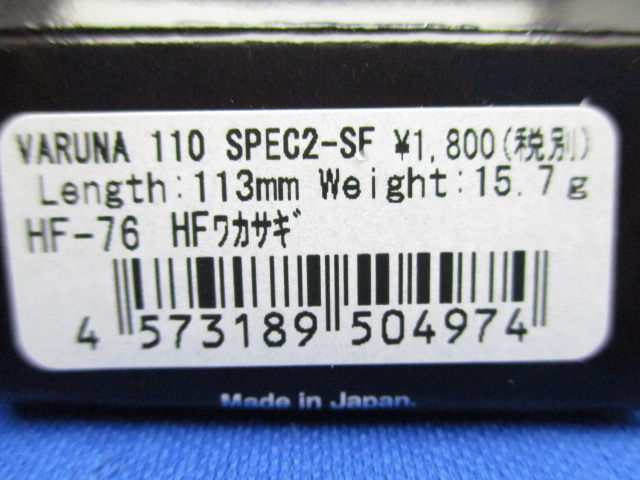 VARUNA 110 SPEC2-SF ¥1,800(税別)
Length:113mm Weight:15.7g
HF-76 HFワカサギ
4 573189 504974
Made in Japan.